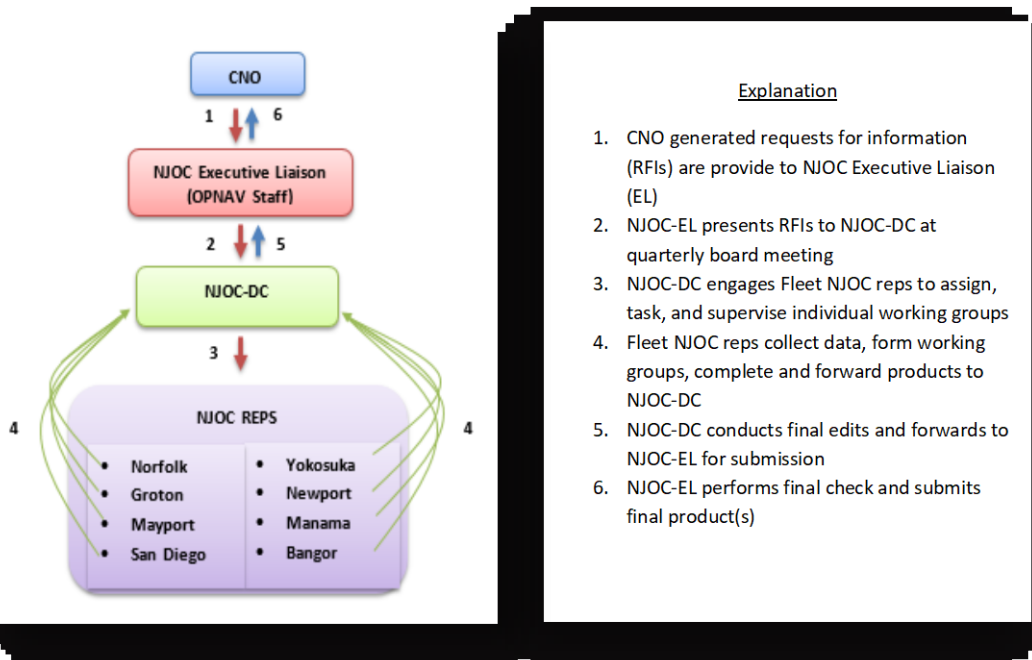 CNO
1
6
NJOC Executive Liaison
(OPNAV Staff)
2
5
NJOC-DC
3
4
4
NJOC REPS
• Norfolk
• Groton
• Mayport
• San Diego
• Yokosuka
• Newport
• Manama
• Bangor
Explanation
1. CNO generated requests for information
(RFIs) are provide to NJOC Executive Liaison
(EL)
2. NJOC-EL presents RFIs to NJOC-DC at
quarterly board meeting
3. NJOC-DC engages Fleet NJOC reps to assign,
task, and supervise individual working groups
4. Fleet NJOC reps collect data, form working
groups, complete and forward products to
NJOC-DC
5. NJOC-DC conducts final edits and forwards to
NJOC-EL for submission
6. NJOC-EL performs final check and submits
final product(s)